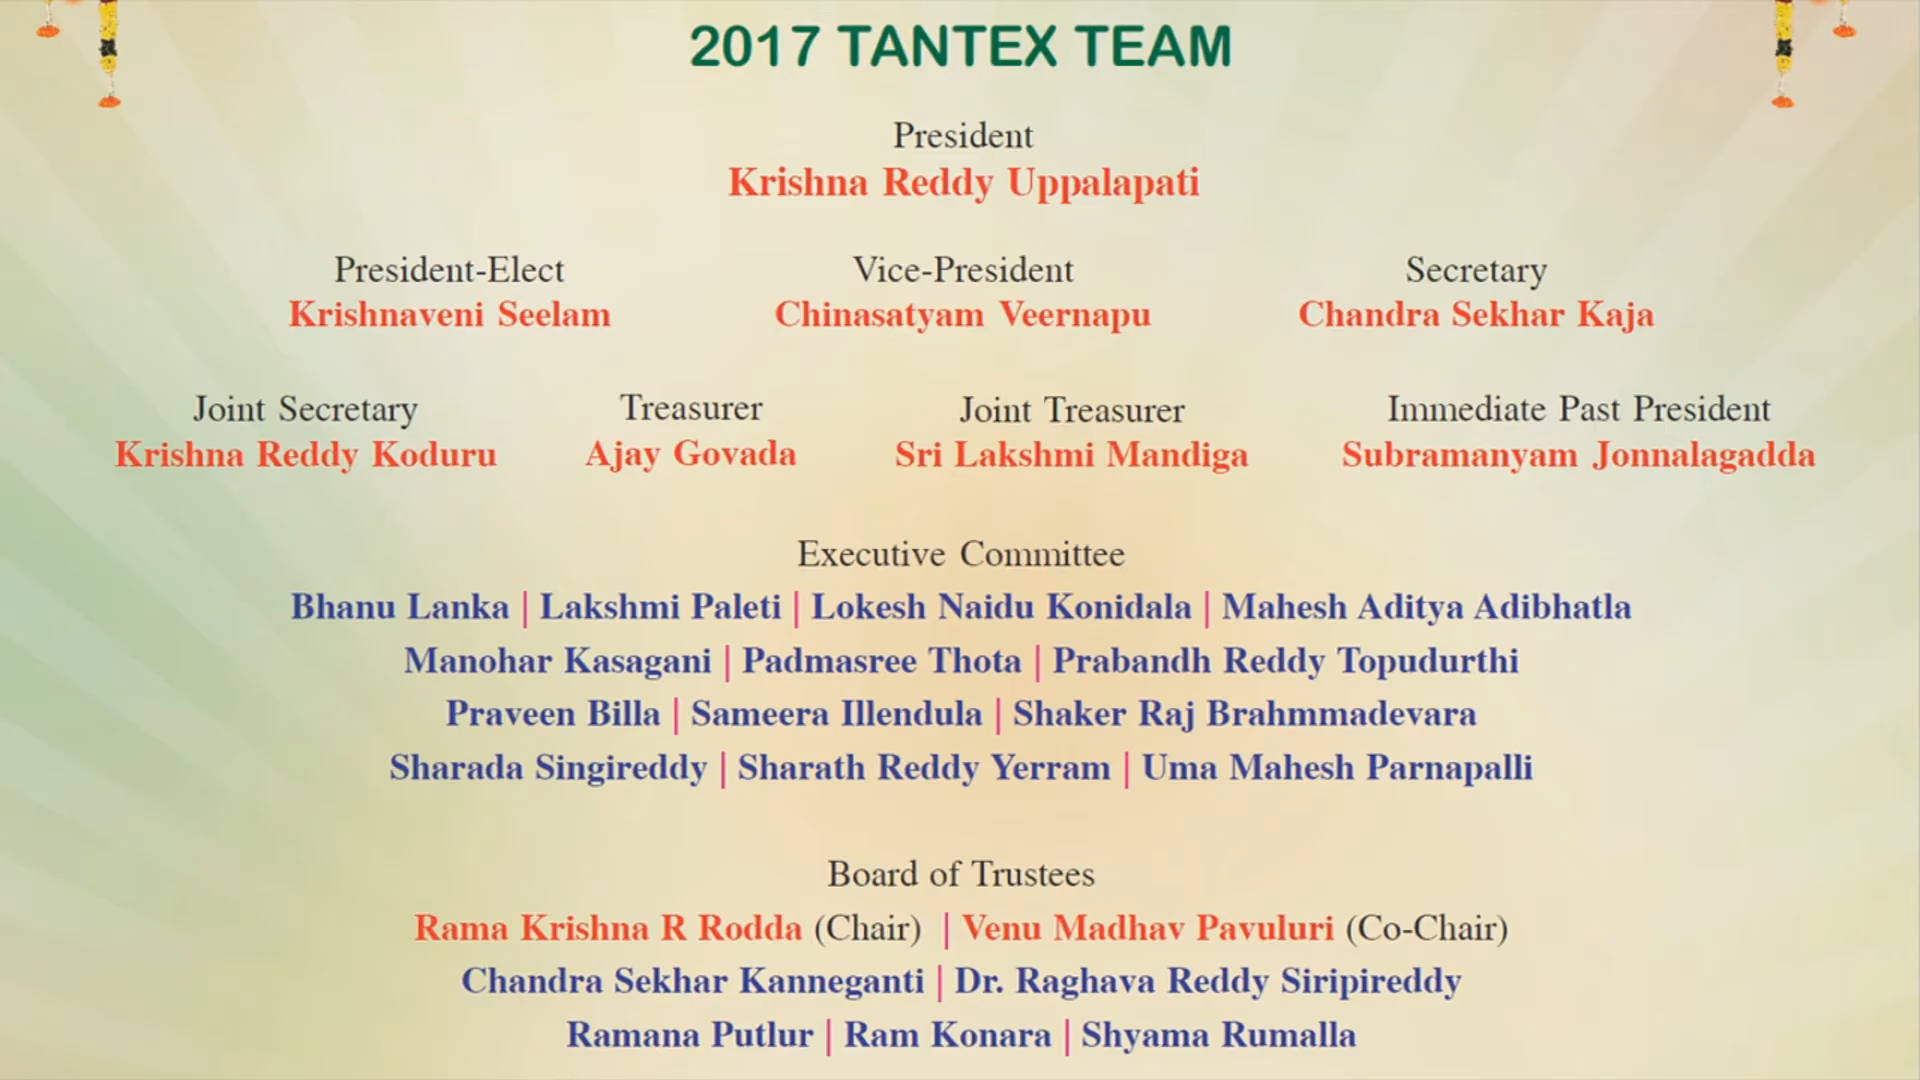 2017 TANTEX TEAM
President
Krishna Reddy Uppalapati
President-Elect Vice-President Secretary
Krishnaveni Seelam Chinasatyam Veernapu Chandra Sekhar Kaja
Joint Secretary Treasurer Joint Treasurer Immediate Past President
Krishna Reddy Koduru Ajay Govada Sri Lakshmi Mandiga Subramanyam Jonnalagadda
Executive Committee
Bhanu Lanka | Lakshmi Paleti | Lokesh Naidu Konidala | Mahesh Aditya Adibhatla
Manohar Kasagani | Padmasree Thota | Prabandh Reddy Topudurthi
Praveen Billa | Sameera Illendula | Shaker Raj Brahmmadevara
Sharada Singireddy | Sharath Reddy Yerram | Uma Mahesh Parnapalli
Board of Trustees
Rama Krishna R Rodda (Chair) | Venu Madhav Pavuluri (Co-Chair)
Chandra Sekhar Kanneganti | Dr. Raghava Reddy Siripireddy
Ramana Putlur | Ram Konara | Shyama Rumalla